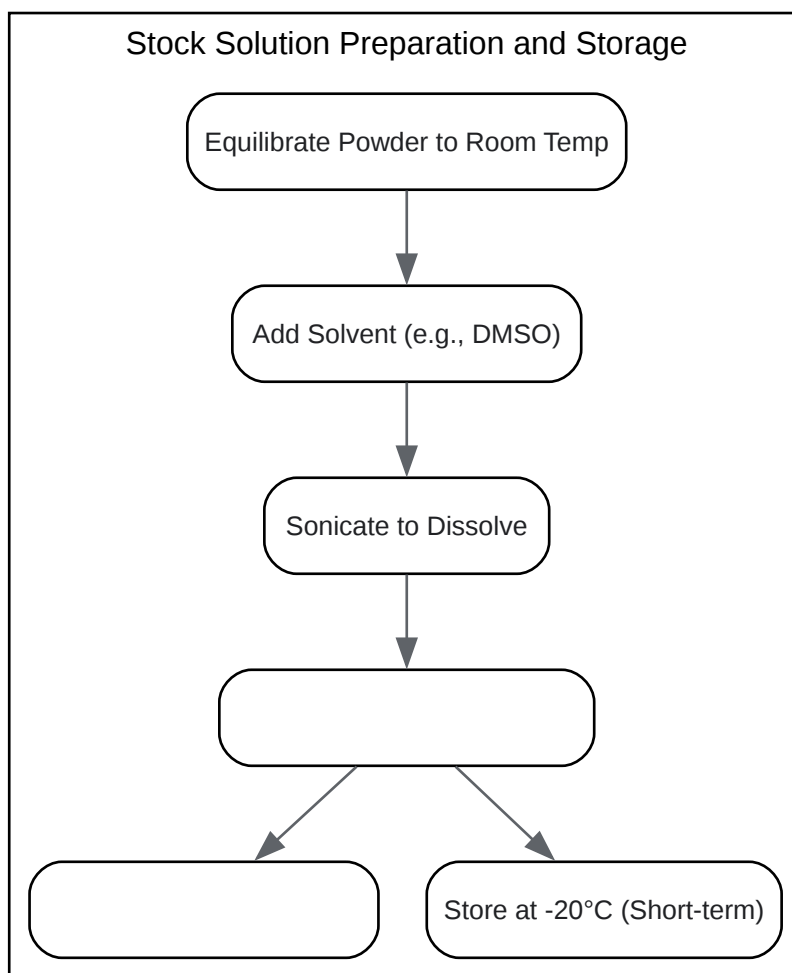 Stock Solution Preparation and Storage
Equilibrate Powder to Room Temp
Add Solvent (e.g., DMSO)
Sonicate to Dissolve
Store at -20°C (Short-term)